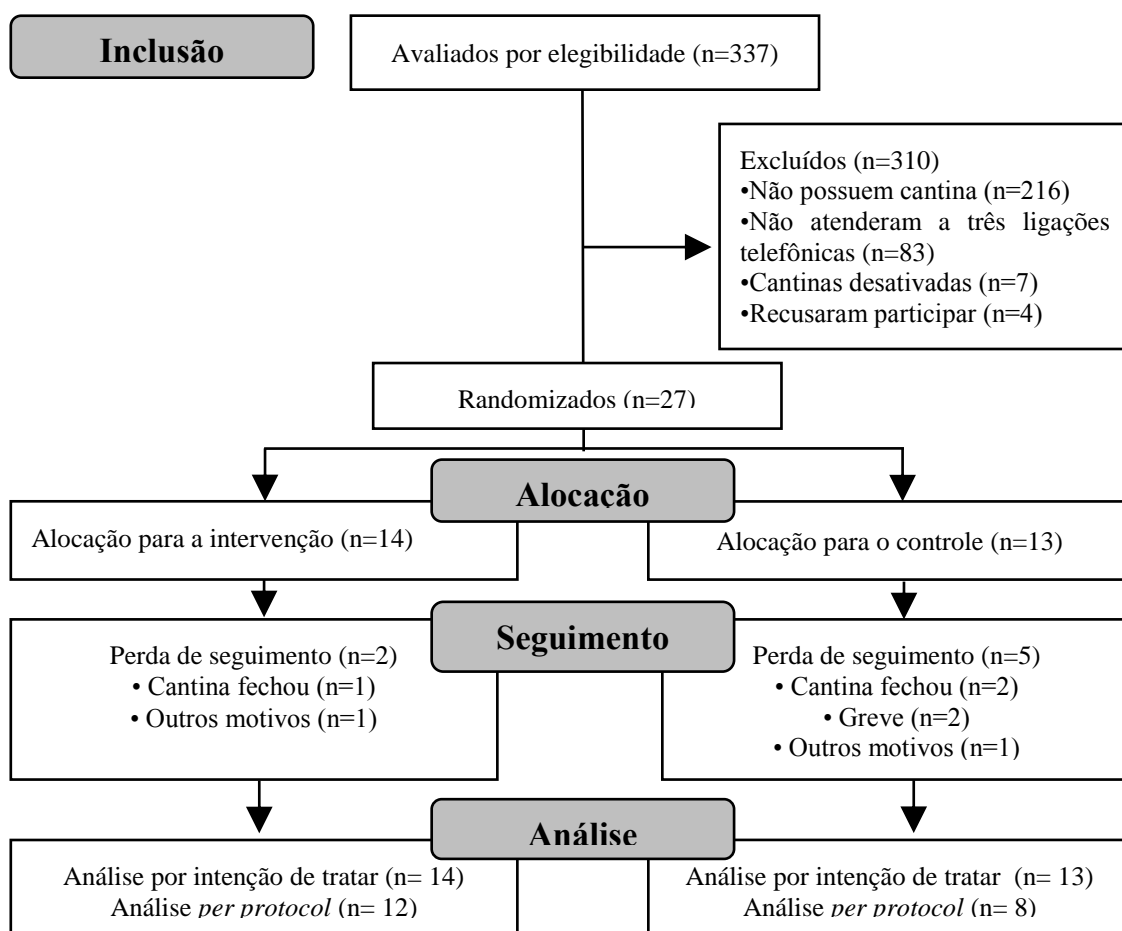 Inclusão
Avaliados por elegibilidade (n=337)
Excluídos (n=310)
•Não possuem cantina (n=216)
•Não atenderam a três ligações
telefônicas (n=83)
•Cantinas desativadas (n=7)
•Recusaram participar (n=4)
Randomizados (n=27)
Alocação
Alocação para a intervenção (n=14)
Alocação para o controle (n=13)
Seguimento
Perda de seguimento (n=2)
• Cantina fechou (n=1)
• Outros motivos (n=1)
Perda de seguimento (n=5)
• Cantina fechou (n=2)
• Greve (n=2)
• Outros motivos (n=1)
Análise
Análise por intenção de tratar (n= 14)
Análise per protocol (n= 12)
Análise por intenção de tratar (n= 13)
Análise per protocol (n= 8)